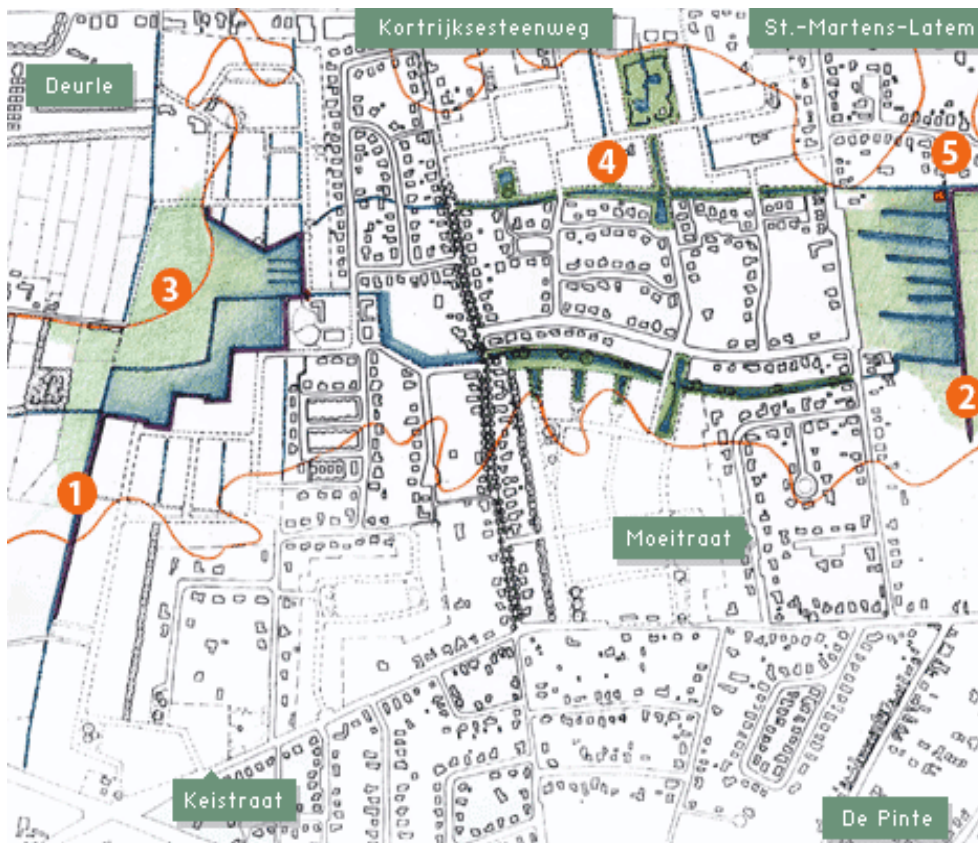 Kortrijksesteenweg
St.-Martens-Latem
Deurle
4
5
3
2
1
Moeitraat
Keistraat
De Pinte